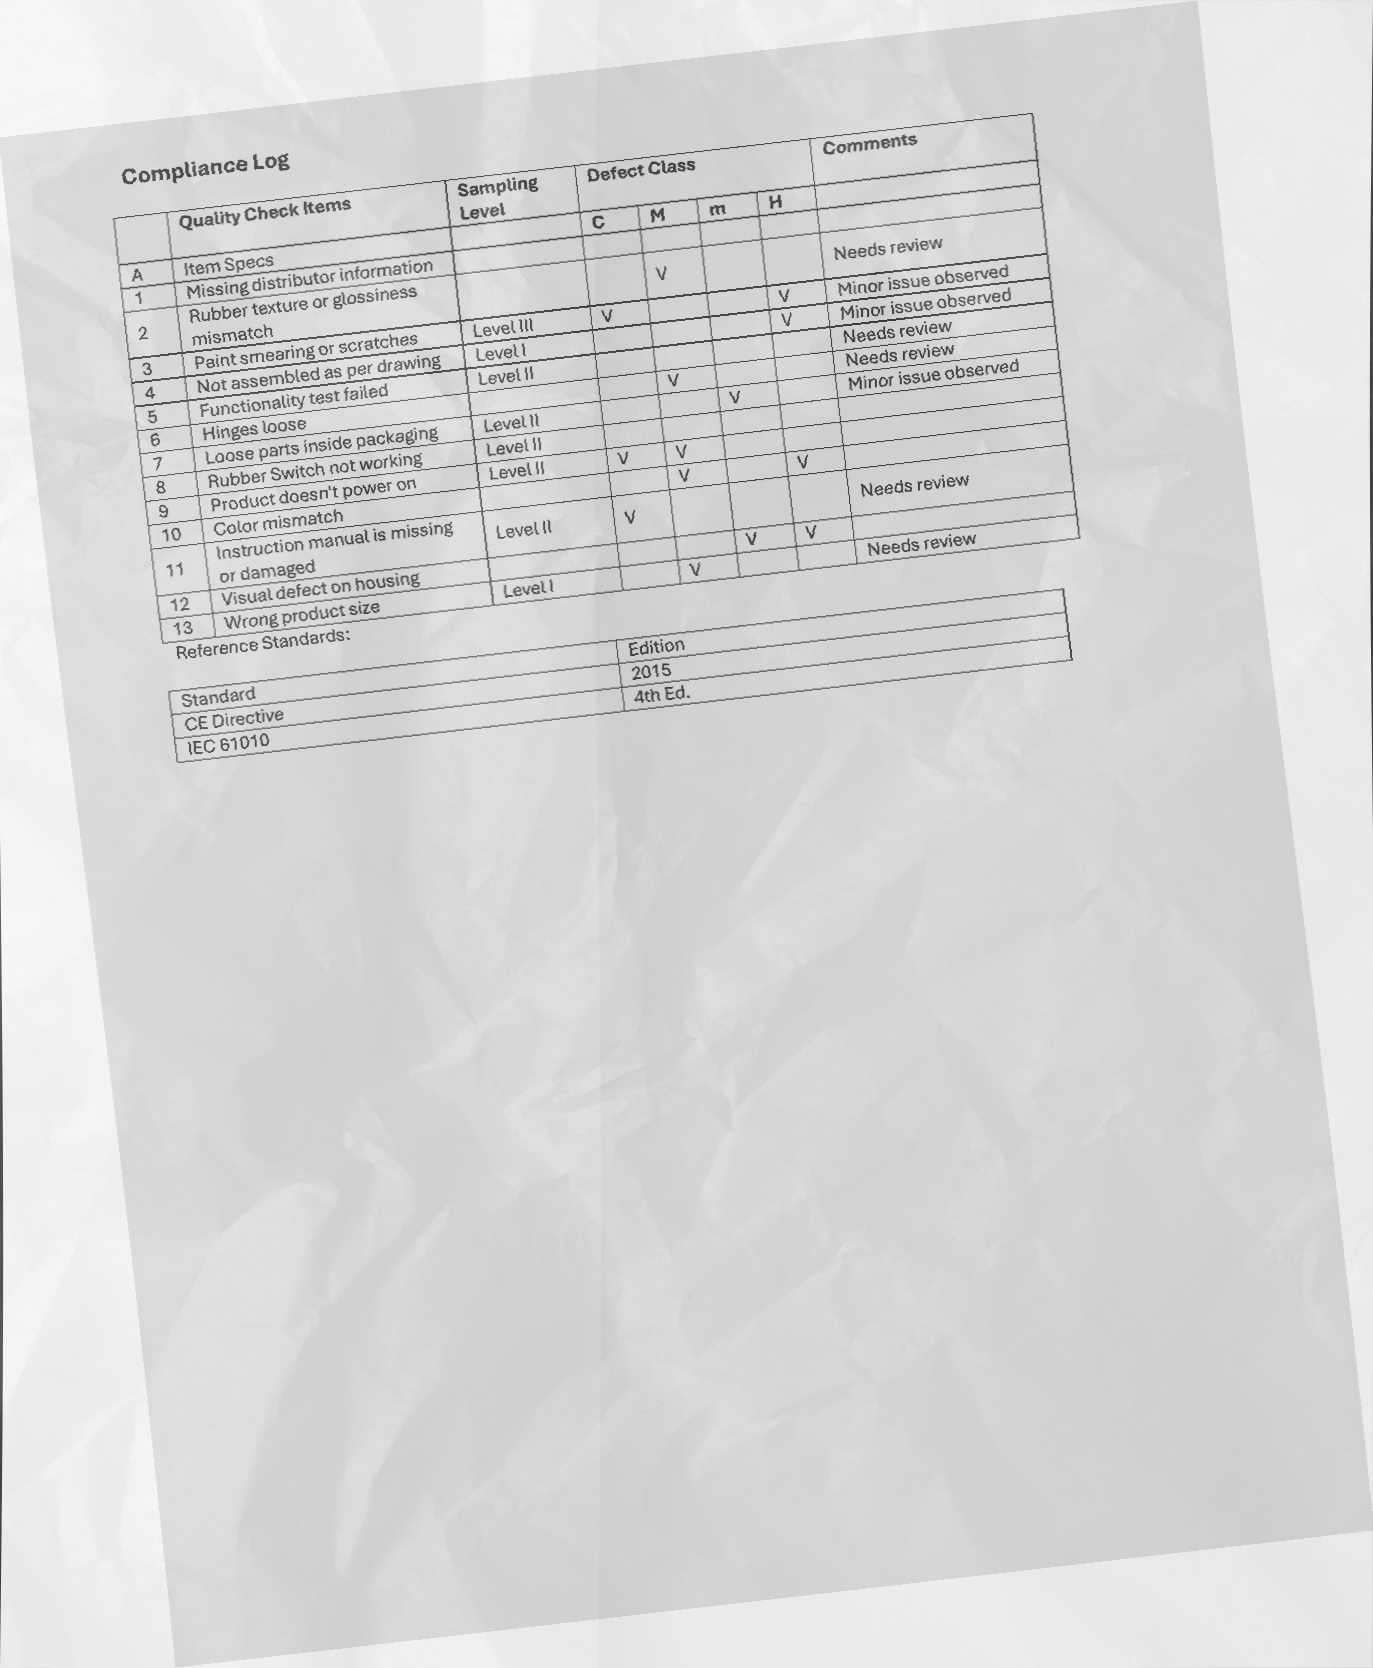 Compliance Log
Quality Check Items Sampling Level Defect Class Comments
C M m H
A Item Specs
1 Missing distributor information
2 Rubber texture or glossiness mismatch V Needs review
3 Paint smearing or scratches Level III V V Minor issue observed
4 Not assembled as per drawing Level I V Minor issue observed
5 Functionality test failed Level II Needs review
6 Hinges loose V Needs review
7 Loose parts inside packaging Level II V Minor issue observed
8 Rubber Switch not working Level II
9 Product doesn't power on Level II V V
10 Color mismatch V V
11 Instruction manual is missing or damaged Level II V Needs review
12 Visual defect on housing V V
13 Wrong product size Level I V Needs review
Reference Standards:
Standard Edition
CE Directive 2015
IEC 61010 4th Ed.